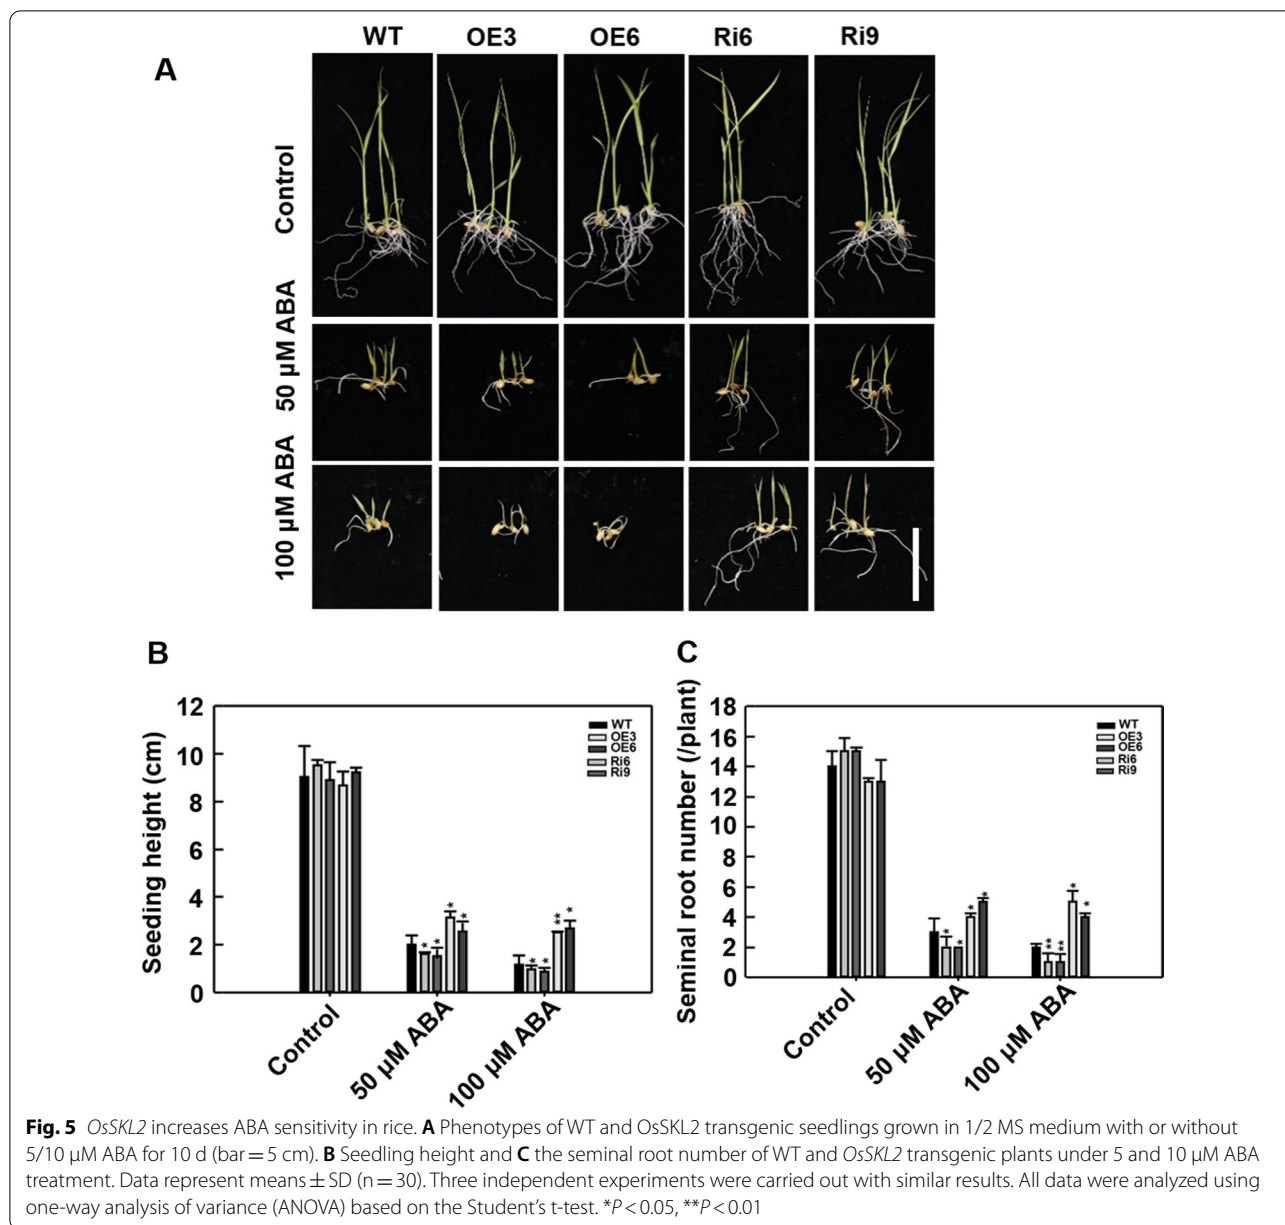 WT OE3 OE6 Ri6 Ri9
A
Control
50 µM ABA
100 µM ABA
B
Seeding height (cm)
12
10
8
6
4
2
0
WT
OE3
OE6
Ri6
Ri9
* * * *
* * ** *
Control
50 µM ABA
100 µM ABA
C
Seminal root number (/plant)
18
16
14
12
10
8
6
4
2
0
WT
OE3
OE6
Ri6
Ri9
* * * *
** ** * *
Control
50 µM ABA
100 µM ABA
Fig. 5 OsSKL2 increases ABA sensitivity in rice. A Phenotypes of WT and OsSKL2 transgenic seedlings grown in 1/2 MS medium with or without
5/10 µM ABA for 10 d (bar = 5 cm). B Seedling height and C the seminal root number of WT and OsSKL2 transgenic plants under 5 and 10 µM ABA
treatment. Data represent means ± SD (n = 30). Three independent experiments were carried out with similar results. All data were analyzed using
one-way analysis of variance (ANOVA) based on the Student's t-test. *P < 0.05, **P < 0.01